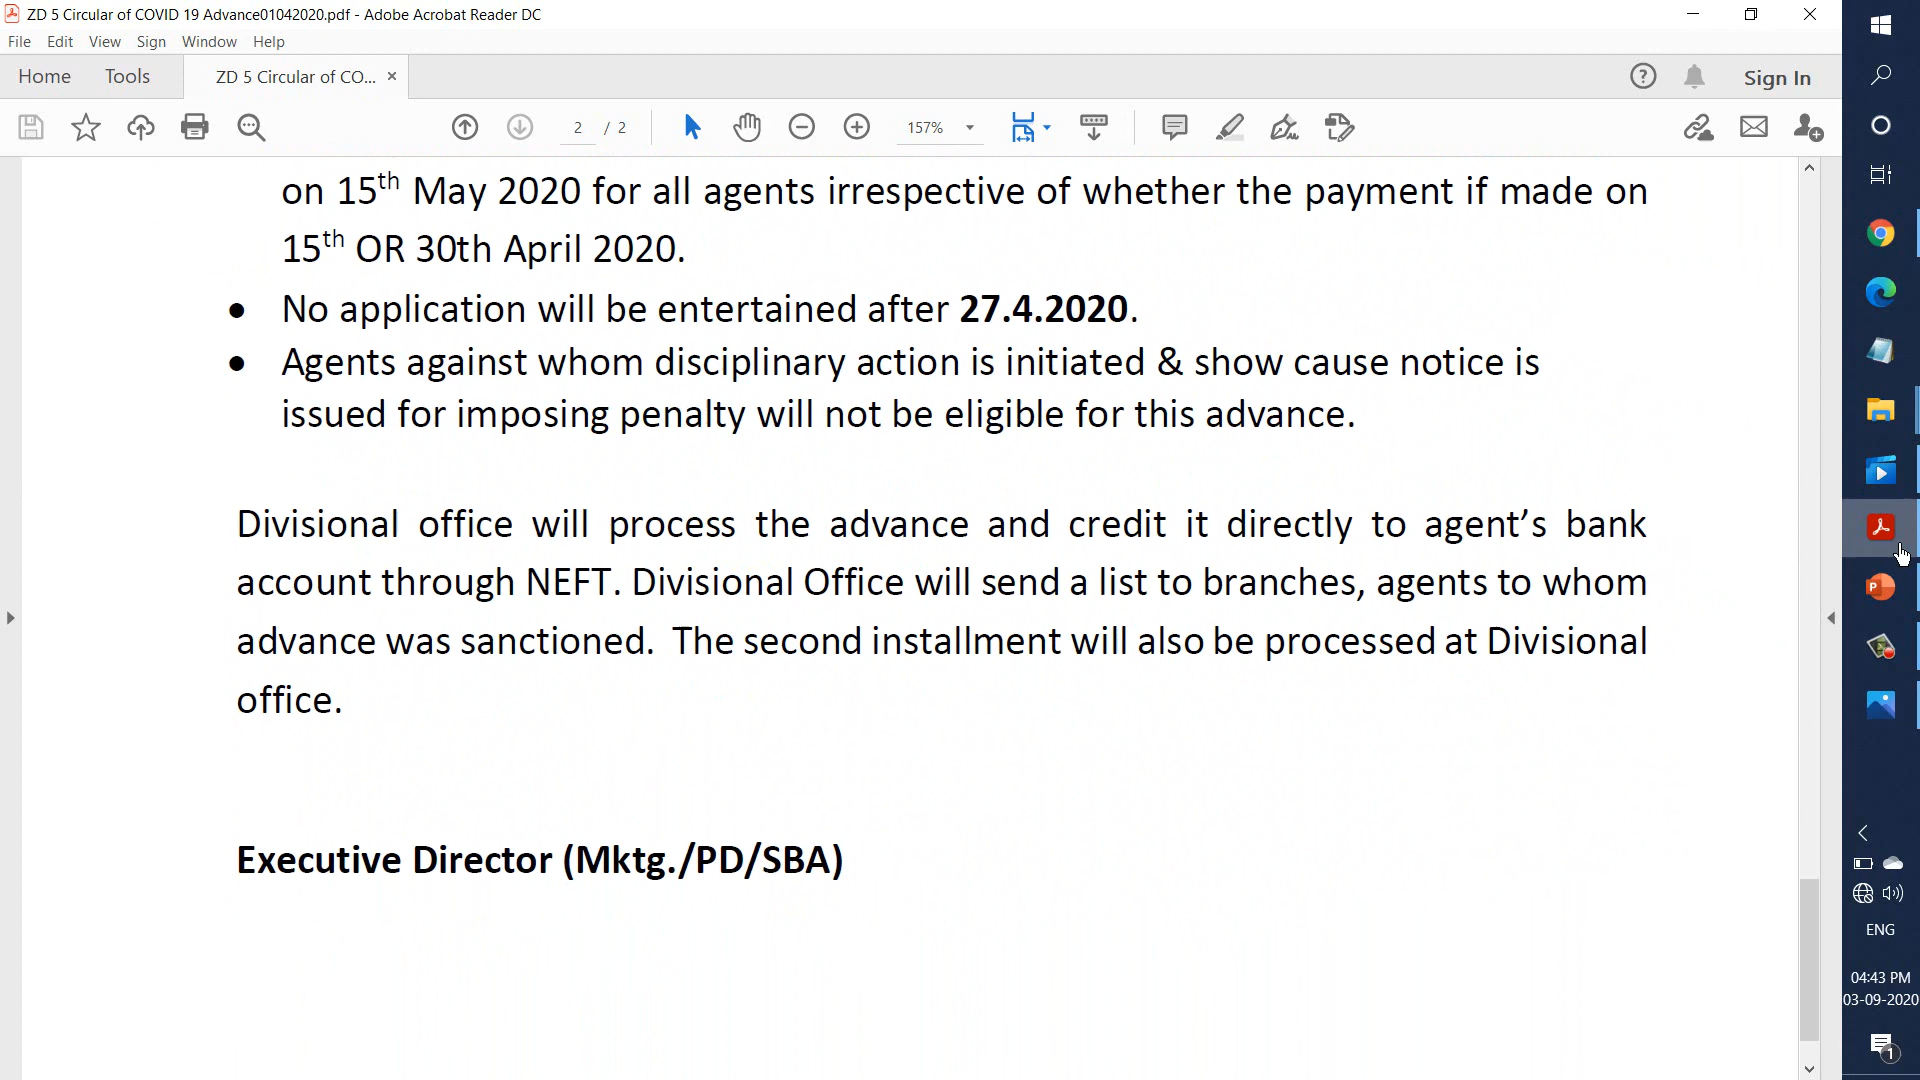 ZD 5 Circular of COVID 19 Advance01042020.pdf - Adobe Acrobat Reader DC
File Edit View Sign Window Help
Home Tools ZD 5 Circular of CO... × Sign In
2 / 2 157%
on 15th May 2020 for all agents irrespective of whether the payment if made on
15th OR 30th April 2020.
• No application will be entertained after 27.4.2020.
• Agents against whom disciplinary action is initiated & show cause notice is
issued for imposing penalty will not be eligible for this advance.
Divisional office will process the advance and credit it directly to agent’s bank
account through NEFT. Divisional Office will send a list to branches, agents to whom
advance was sanctioned. The second installment will also be processed at Divisional
office.
Executive Director (Mktg./PD/SBA)
ENG
04:43 PM
03-09-2020
1